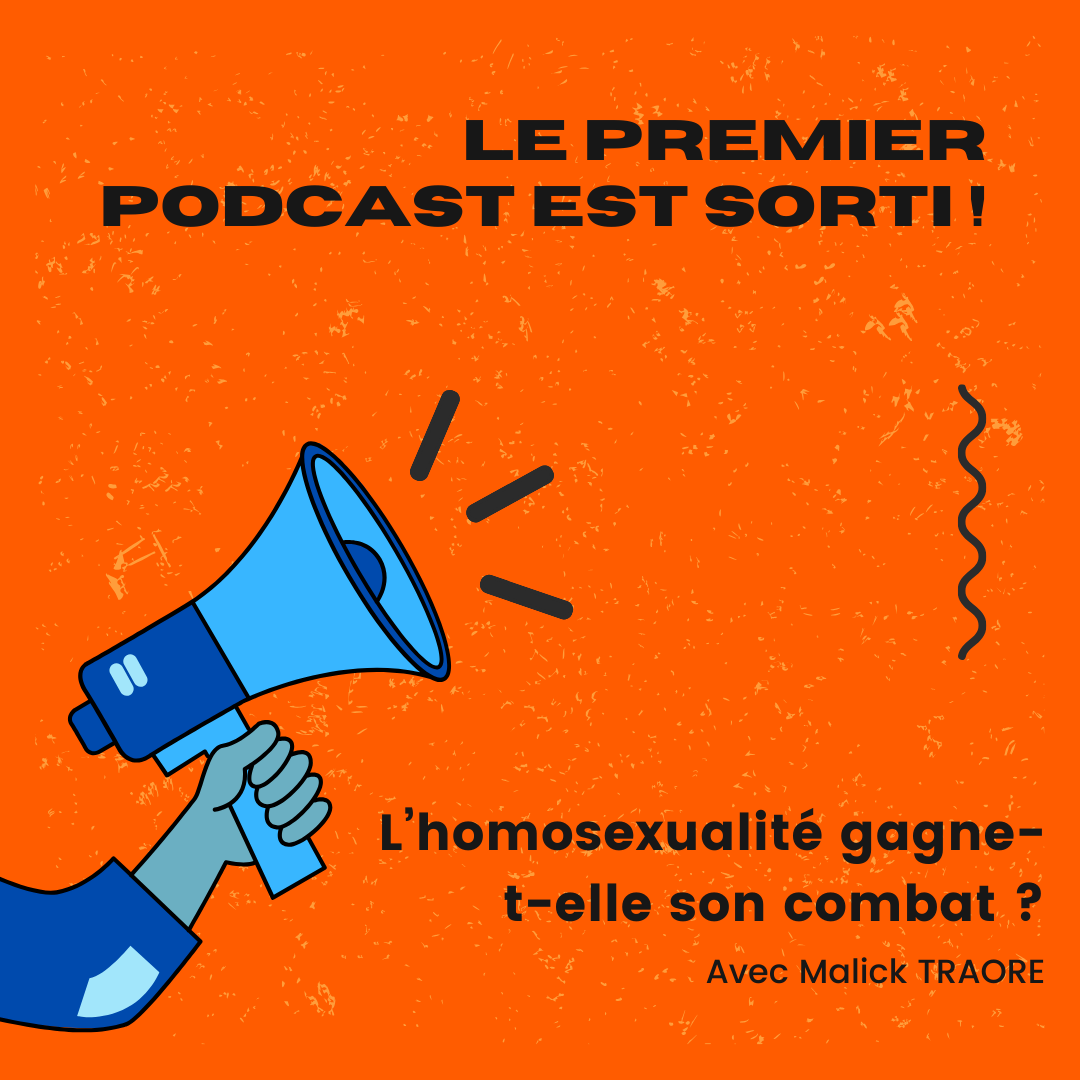 LE PREMIER
PODCAST EST SORTI !
L'homosexualité gagne-
t-elle son combat ?
Avec Malick TRAORE